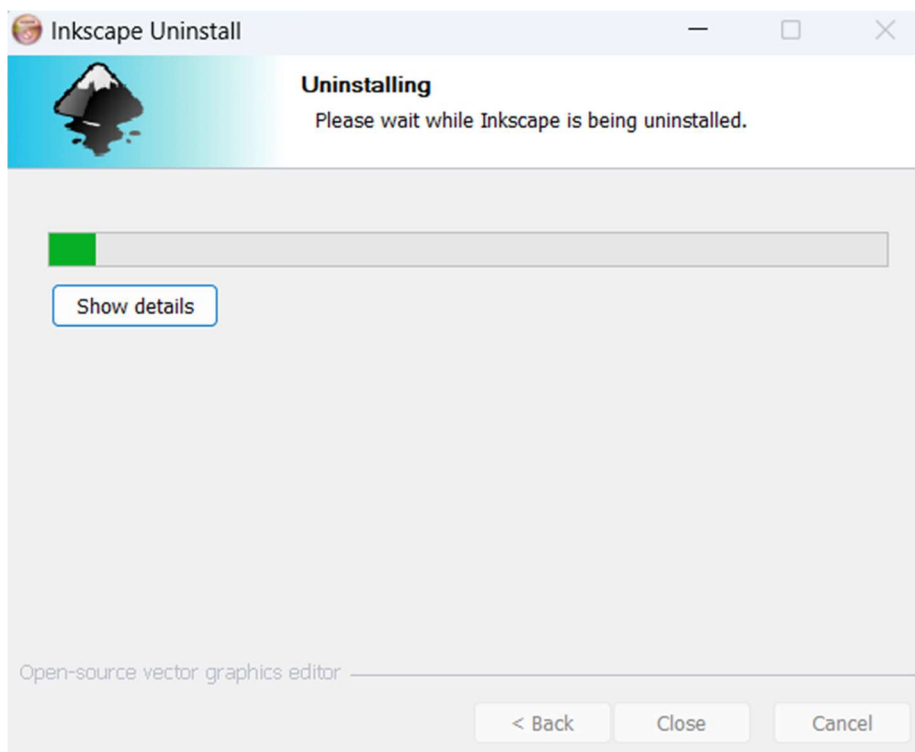 Inkscape Uninstall
Uninstalling
Please wait while Inkscape is being uninstalled.
Show details
Open-source vector graphics editor
< Back Close Cancel